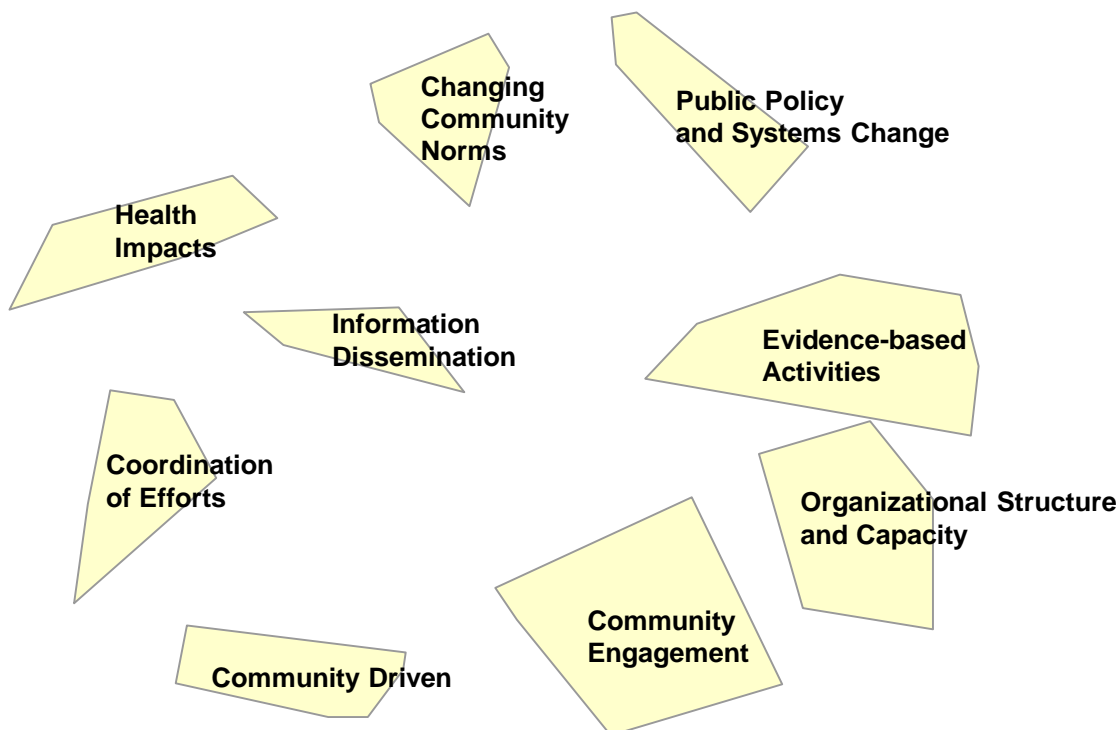 Changing
Community
Norms
Public Policy
and Systems Change
Health
Impacts
Information
Dissemination
Evidence-based
Activities
Coordination
of Efforts
Organizational Structure
and Capacity
Community
Engagement
Community Driven